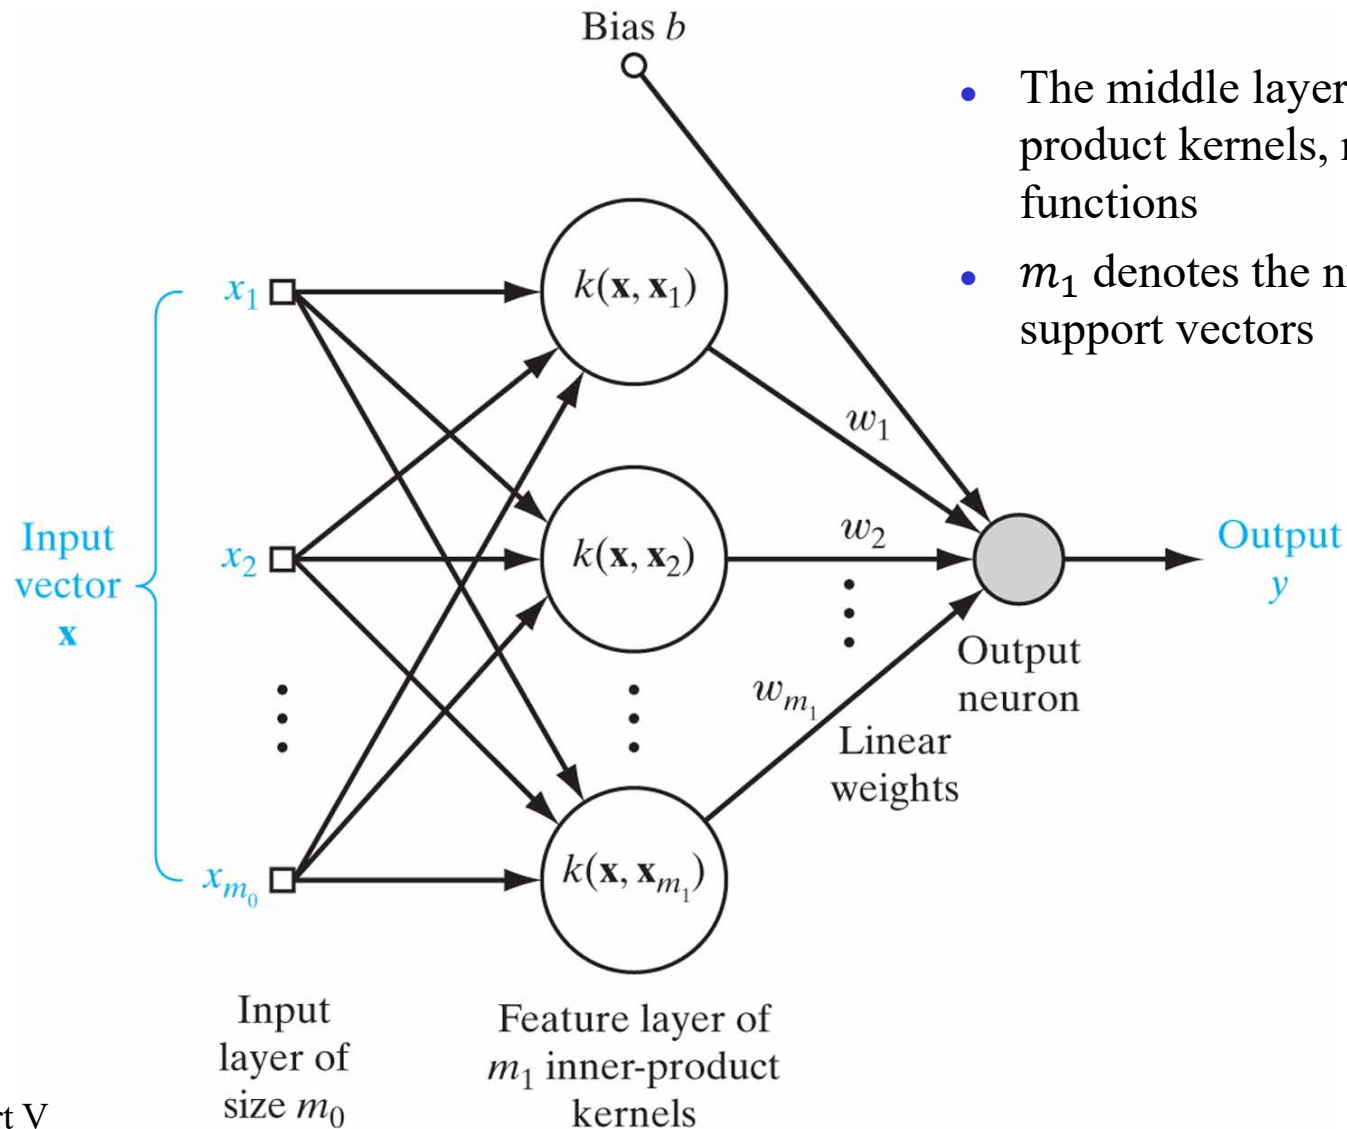 Bias b
• The middle layer
product kernels,
functions
• m₁ denotes the
support vectors
x₁
k(x, x₁)
w₁
Input
vector
x
x₂
k(x, x₂)
w₂
Output
y
Output
neuron
w_{m₁}
Linear
weights
x_{m₀}
k(x, x_{m₁})
Input
layer of
size m₀
Feature layer of
m₁ inner-product
kernels
V